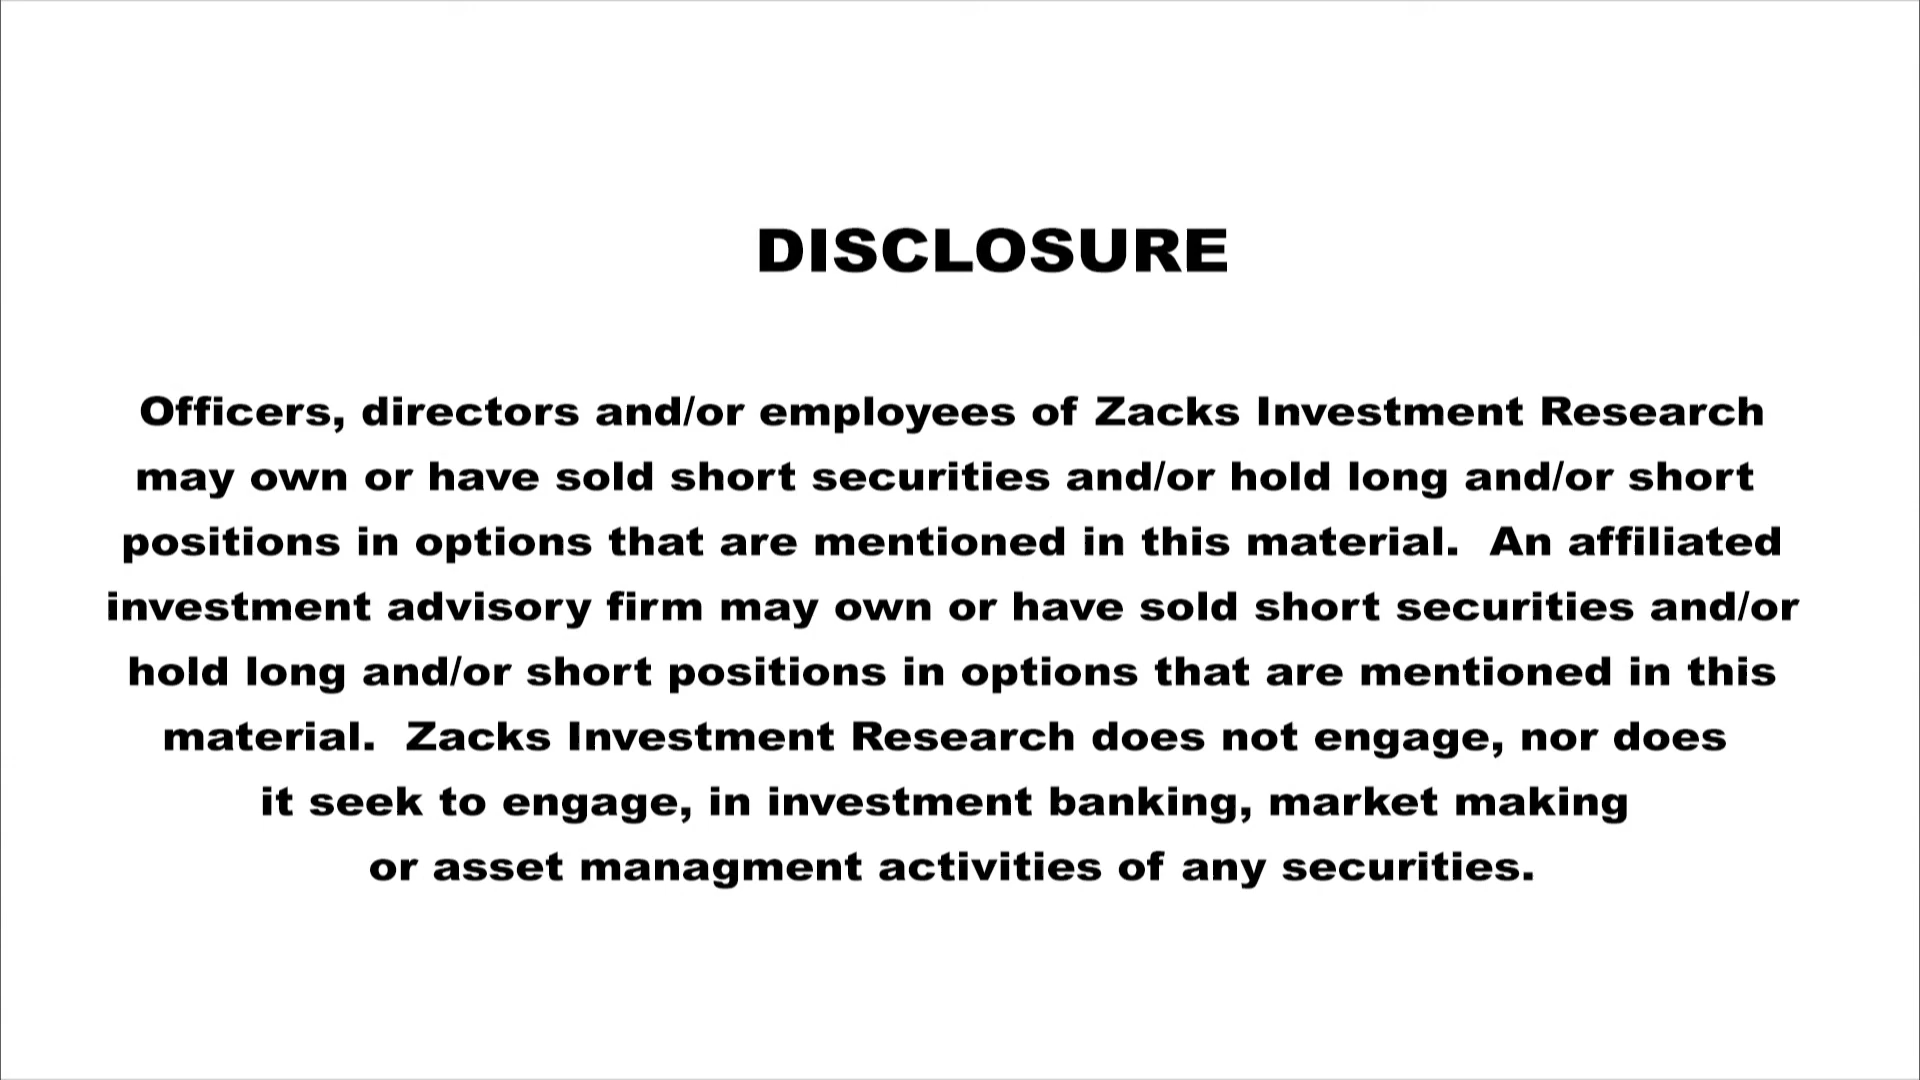 DISCLOSURE
Officers, directors and/or employees of Zacks Investment Research
may own or have sold short securities and/or hold long and/or short
positions in options that are mentioned in this material.  An affiliated
investment advisory firm may own or have sold short securities and/or
hold long and/or short positions in options that are mentioned in this
material.  Zacks Investment Research does not engage, nor does
it seek to engage, in investment banking, market making
or asset managment activities of any securities.